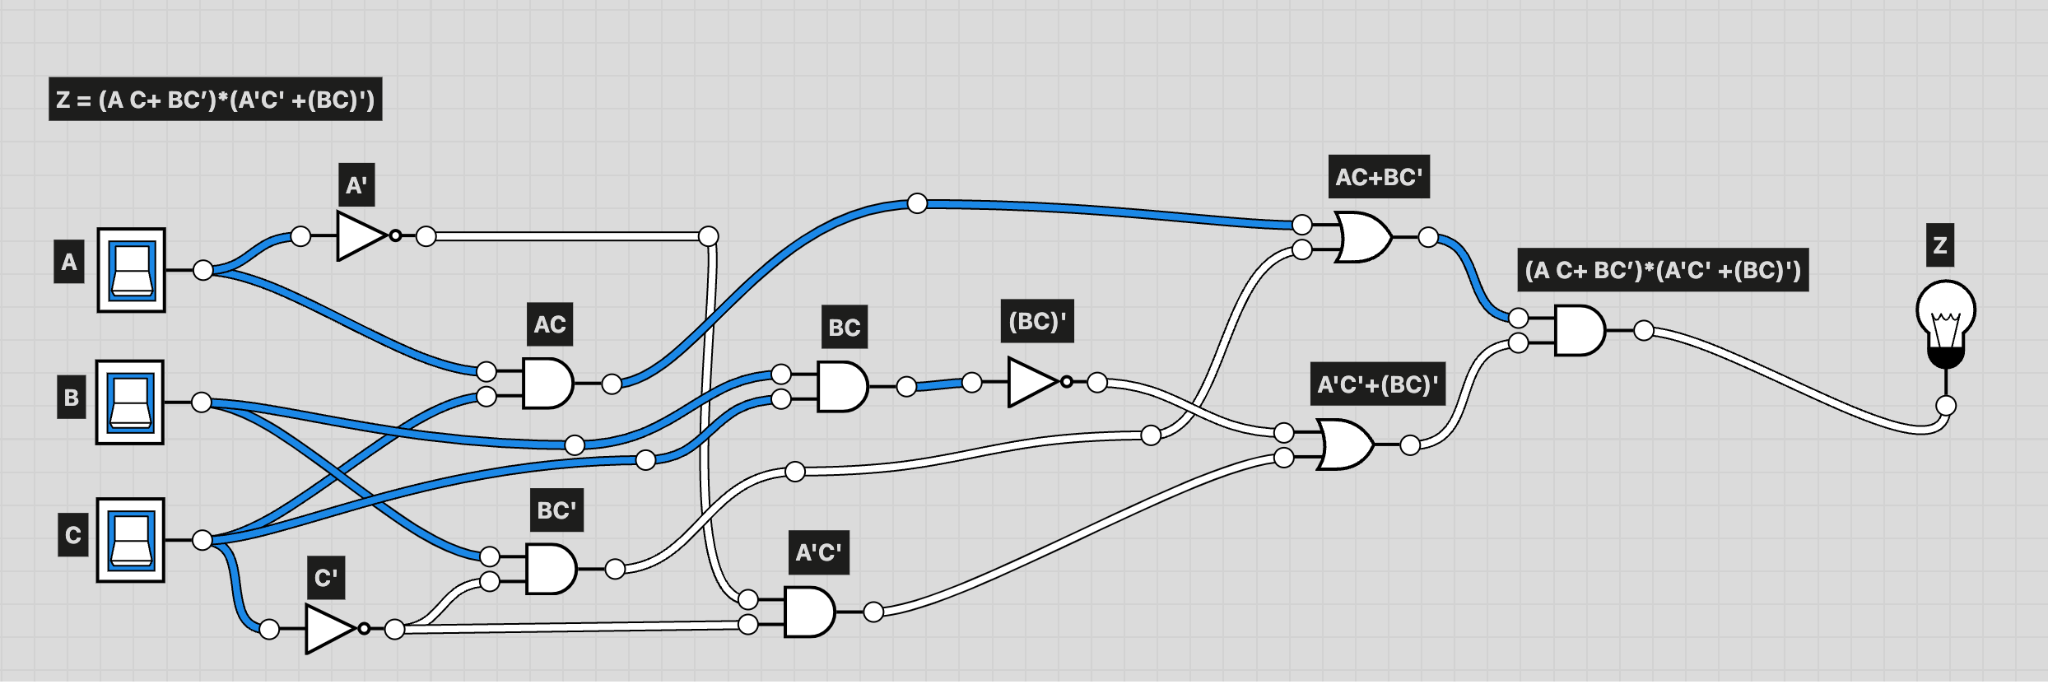 Z = (A C+ BC’)*(A'C' +(BC)')
A'
AC+BC'
A
Z
(A C+ BC’)*(A'C' +(BC)')
AC
BC
(BC)'
B
A'C'+(BC)'
BC'
C
A'C'
C'